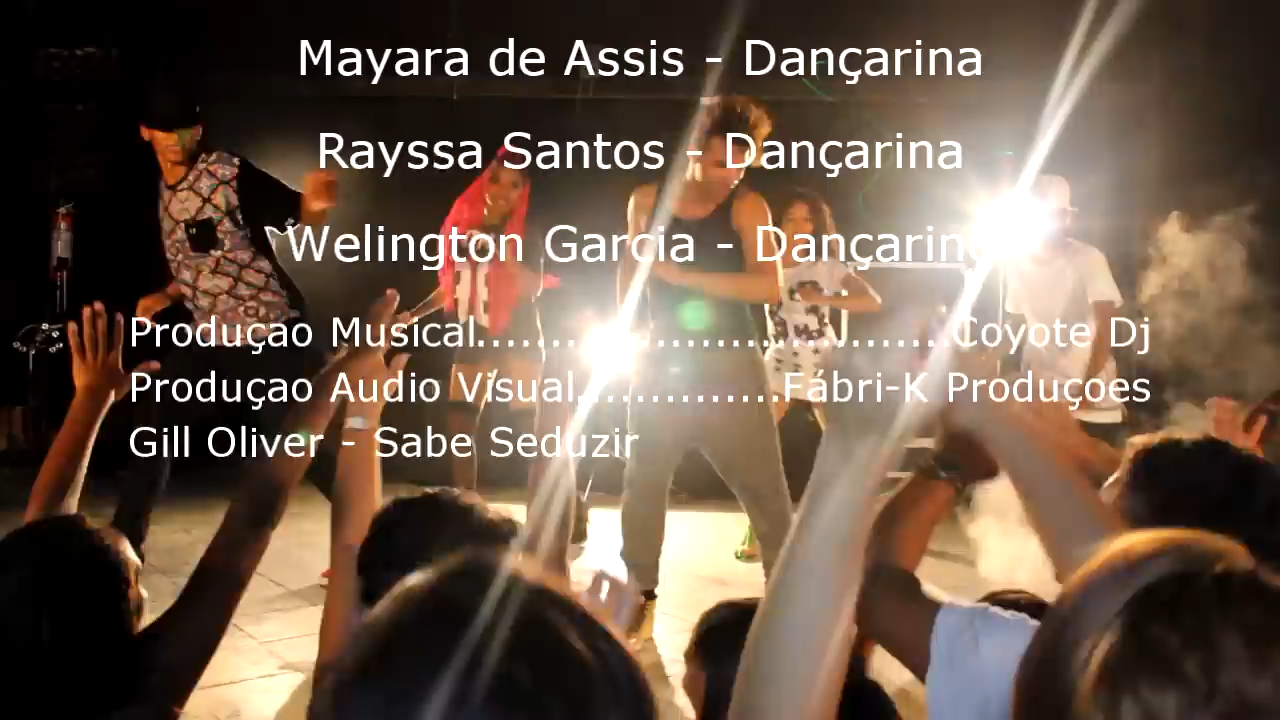 Mayara de Assis - Dançarina
Rayssa Santos - Dançarina
Welington Garcia - Dançarino
Produçao Musical................................Coyote Dj
Produçao Audio Visual.............Fábri-K Produçoes
Gill Oliver - Sabe Seduzir